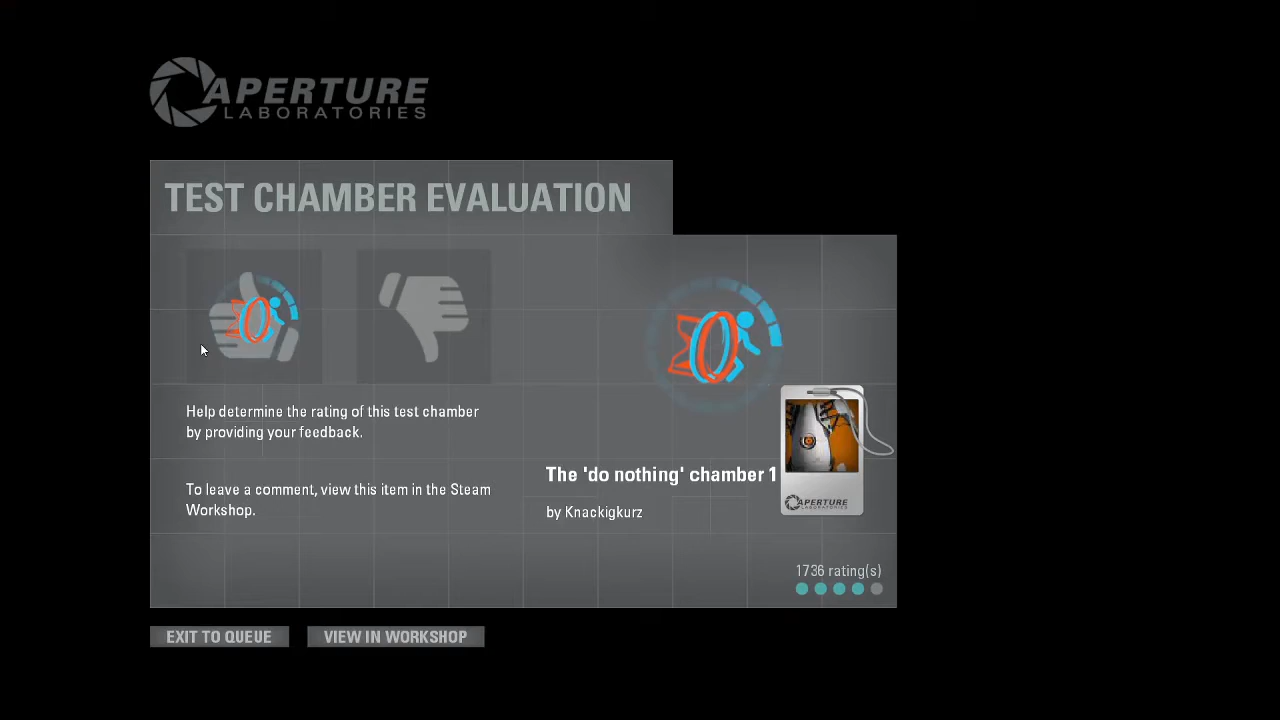 APERTURE
LABORATORIES
TEST CHAMBER EVALUATION
Help determine the rating of this test chamber
by providing your feedback.
To leave a comment, view this item in the Steam
Workshop.
The 'do nothing' chamber 1
by Knackigkurz
APERTURE
LABORATORIES
1736 rating(s)
EXIT TO QUEUE
VIEW IN WORKSHOP